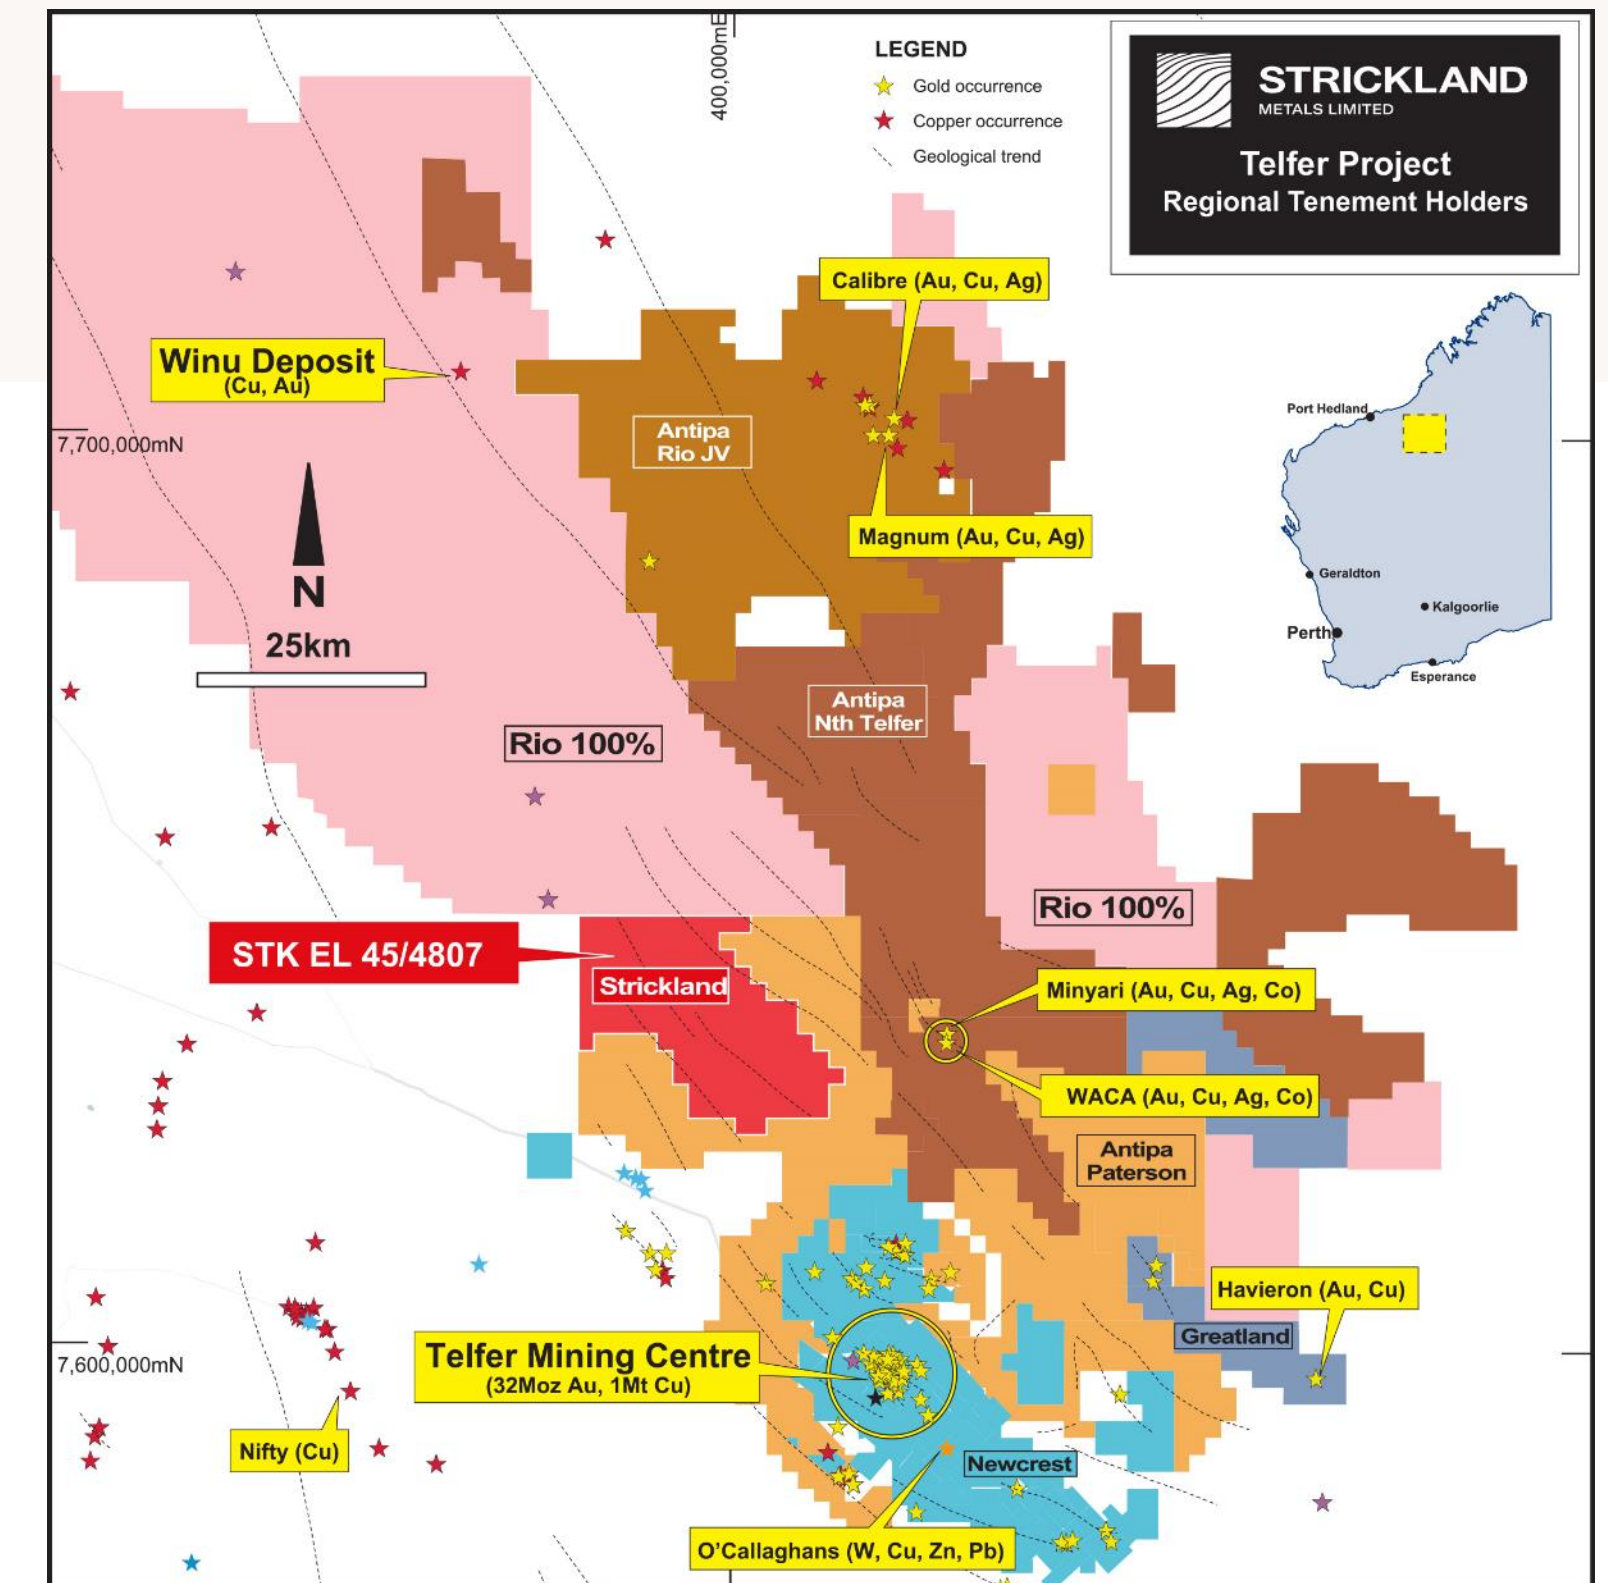 400,000mE
LEGEND
Gold occurrence
Copper occurrence
Geological trend
STRICKLAND
METALS LIMITED
Telfer Project
Regional Tenement Holders
Calibre (Au, Cu, Ag)
Winu Deposit
(Cu, Au)
Port Hedland
7,700,000mN
Antipa
Rio JV
Magnum (Au, Cu, Ag)
Geraldton
Kalgoorlie
Perth
Esperance
N
25km
Antipa
Nth Telfer
Rio 100%
Rio 100%
STK EL 45/4807
Strickland
Minyari (Au, Cu, Ag, Co)
WACA (Au, Cu, Ag, Co)
Antipa
Paterson
Havieron (Au, Cu)
Greatland
7,600,000mN
Telfer Mining Centre
(32Moz Au, 1Mt Cu)
Nifty (Cu)
Newcrest
O'Callaghans (W, Cu, Zn, Pb)